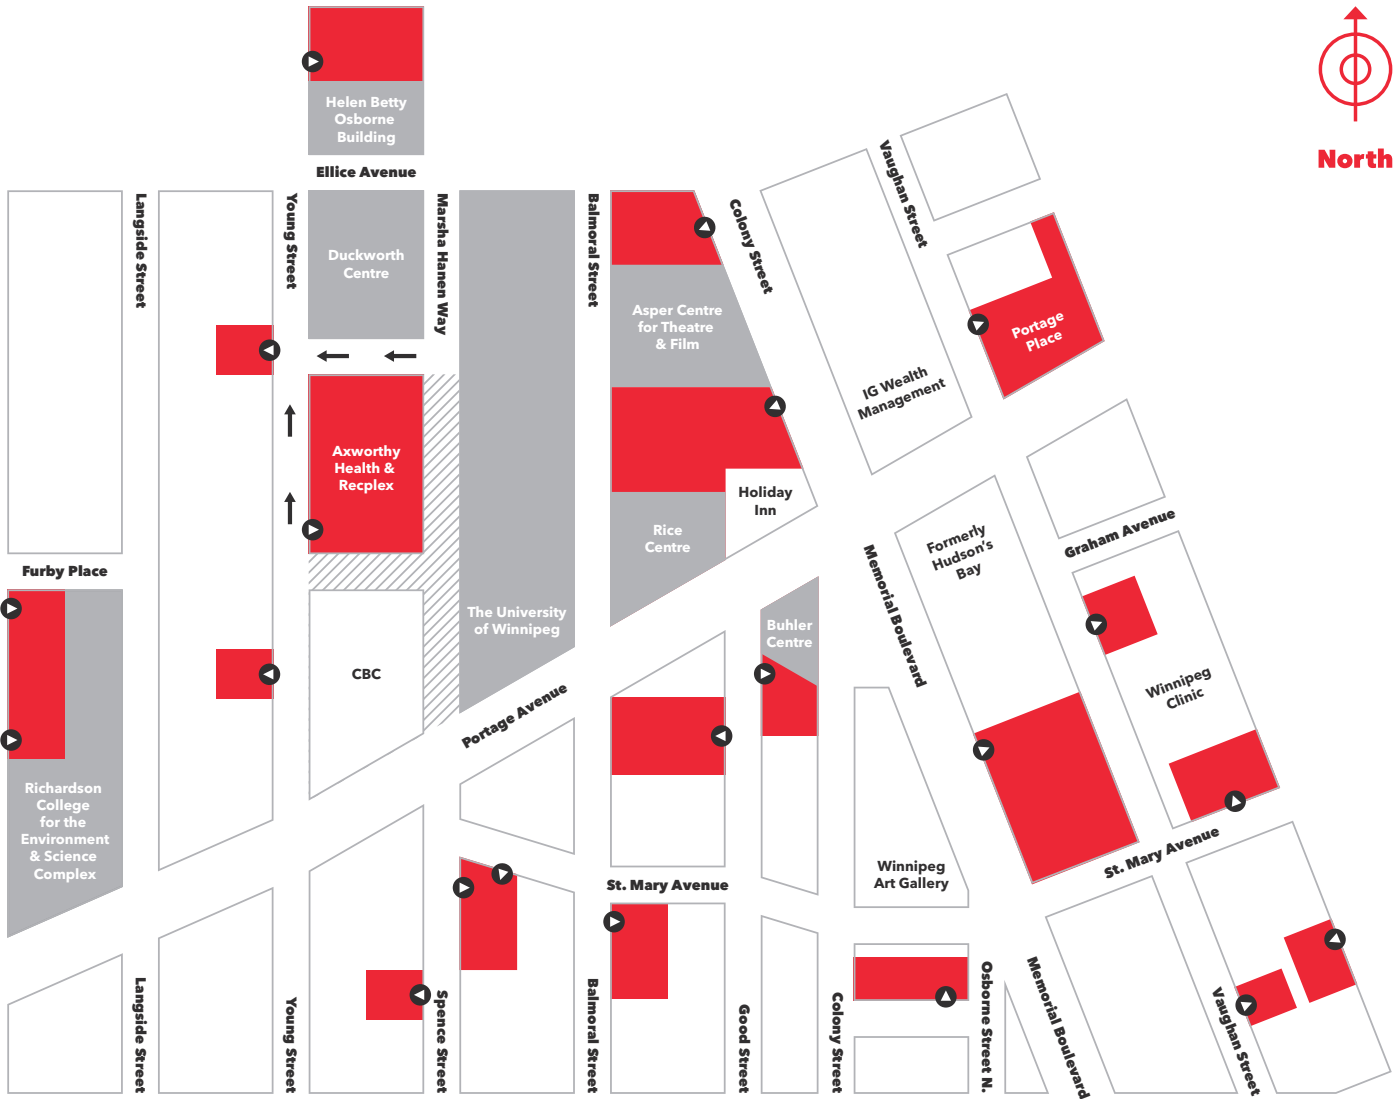 North
Helen Betty
Osborne
Building
Ellice Avenue
Langside Street
Young Street
Duckworth
Centre
Marsha Hanen Way
Balmoral Street
Colony Street
Vaughan Street
Asper Centre
for Theatre
& Film
Portage
Place
IG Wealth
Management
Axworthy
Health &
Recplex
Holiday
Inn
Rice
Centre
Formerly
Hudson's
Bay
Graham Avenue
Furby Place
Memorial Boulevard
The University
of Winnipeg
Buhler
Centre
CBC
Portage Avenue
Winnipeg
Clinic
Richardson
College
for the
Environment
& Science
Complex
St. Mary Avenue
Winnipeg
Art Gallery
St. Mary Avenue
Langside Street
Young Street
Spence Street
Balmoral Street
Good Street
Colony Street
Osborne Street N.
Memorial Boulevard
Vaughan Street